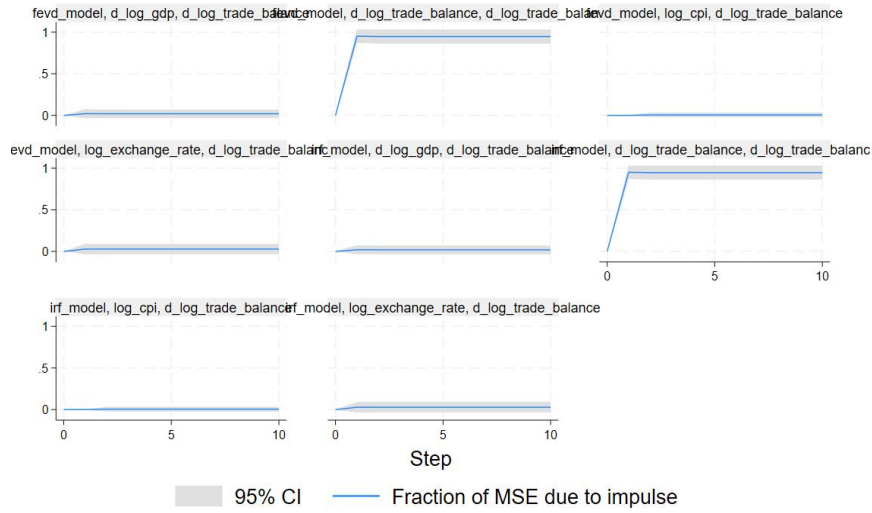 fevd_model, d_log_gdp, d_log_trade_balance
fevd_model, d_log_trade_balance, d_log_trade_balance
fevd_model, log_cpi, d_log_trade_balance
1
.5
0
fevd_model, log_exchange_rate, d_log_trade_balance
irf_model, d_log_gdp, d_log_trade_balance
irf_model, d_log_trade_balance, d_log_trade_balance
1
.5
0
0 5 10
irf_model, log_cpi, d_log_trade_balance
irf_model, log_exchange_rate, d_log_trade_balance
1
.5
0
0 5 10
0 5 10
Step
95% CI
Fraction of MSE due to impulse